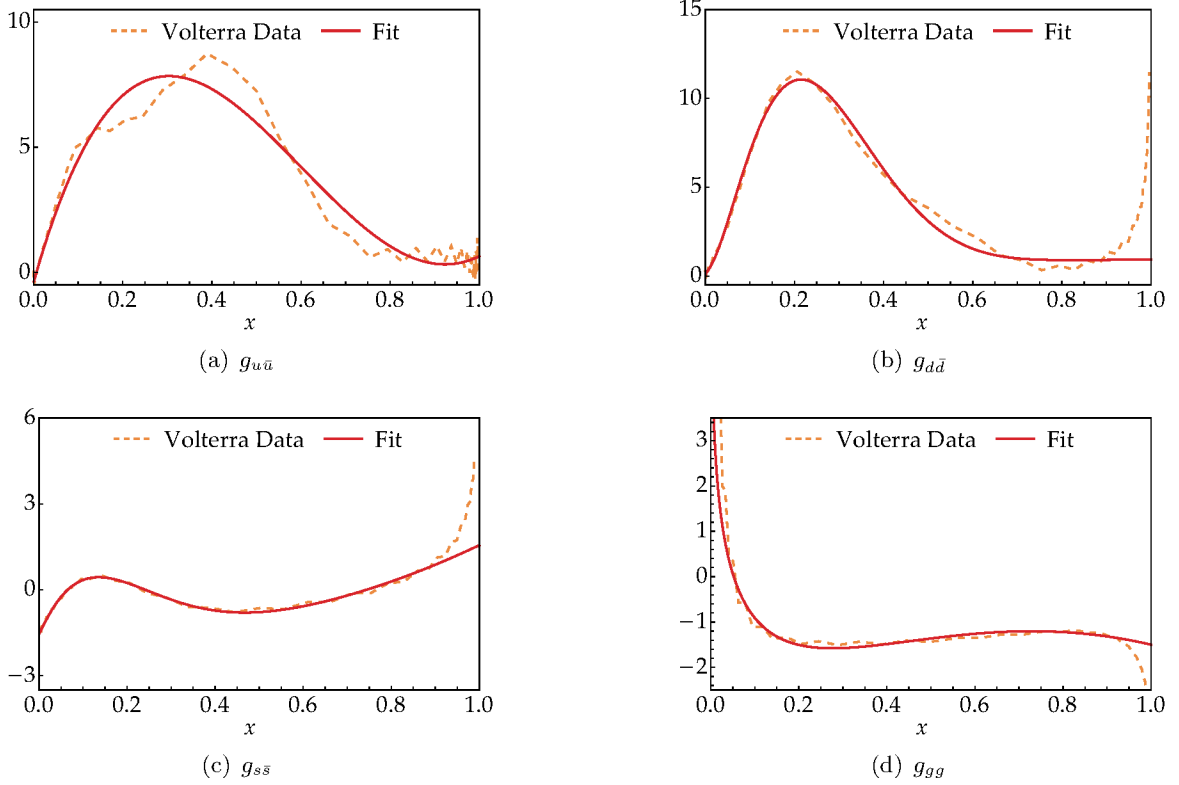 Volterra Data Fit
10
5
0
0.0 0.2 0.4 0.6 0.8 1.0
x
(a) g_{uū}
Volterra Data Fit
15
10
5
0
0.0 0.2 0.4 0.6 0.8 1.0
x
(b) g_{dd̄}
Volterra Data Fit
6
3
0
−3
0.0 0.2 0.4 0.6 0.8 1.0
x
(c) g_{ss̄}
Volterra Data Fit
3
2
1
0
−1
−2
0.0 0.2 0.4 0.6 0.8 1.0
x
(d) g_{gg}